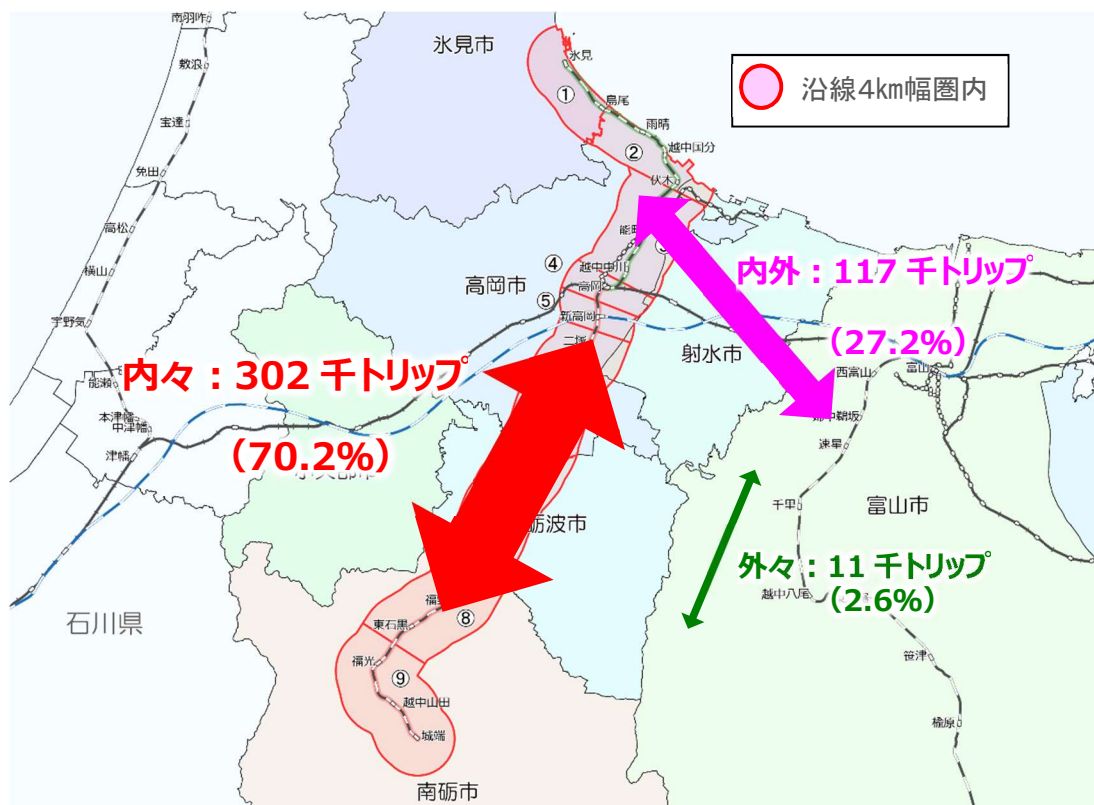 南羽咋
敷浪
宝達
免田
高松
横山
宇野気
能瀬
本津幡
中津幡
津幡
石川県
氷見市
氷見
①
島尾
雨晴
②
越中国分
伏木
沿線4km幅圏内
能町
④
越中中川
高岡市
高岡
⑤
新高岡
二塚
射水市
内外：117 千トリップ
（27.2%）
西富山
富山
速星
千里
富山市
越中八尾
笹津
楡原
内々：302 千トリップ
（70.2%）
砺波市
外々：11 千トリップ
（2.6%）
⑧
東石黒
福光
⑨
越中山田
城端
南砺市